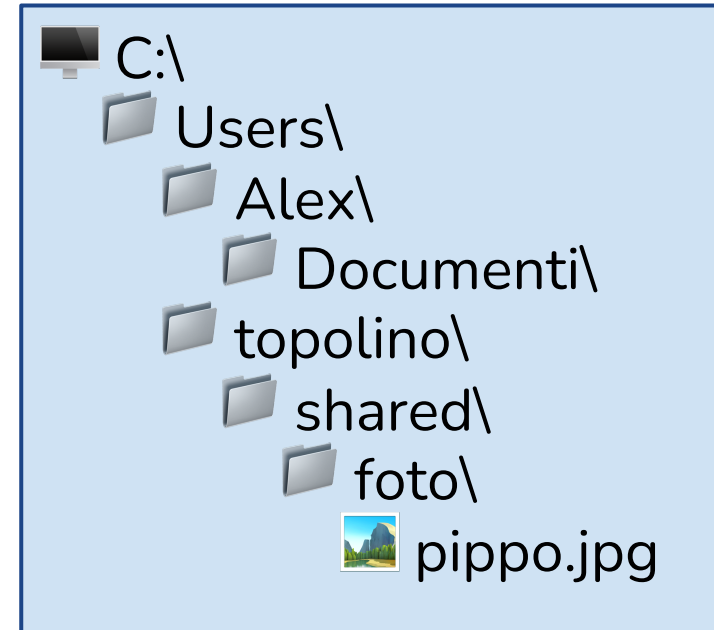 C:\
Users\
Alex\
Documenti\
topolino\
shared\
foto\
pippo.jpg